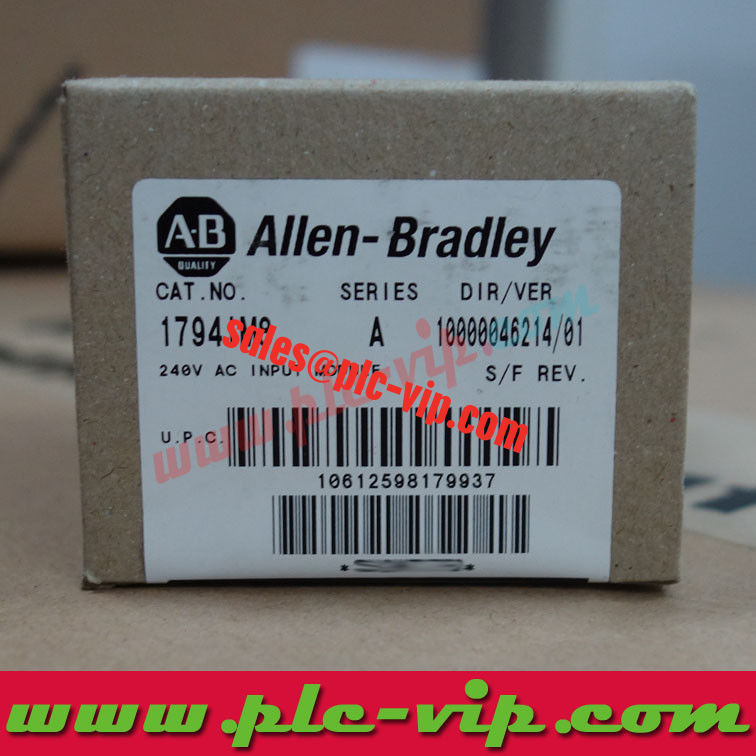 A-B
QUALITY
Allen-Bradley
CAT.NO. SERIES DIR/VER
A 10000046214/01
240V AC INPUT S/F REV.
sales@plc-vip.com
www.plc-vip.com
U.P.C.
10612598179937
www.plc-vip.com